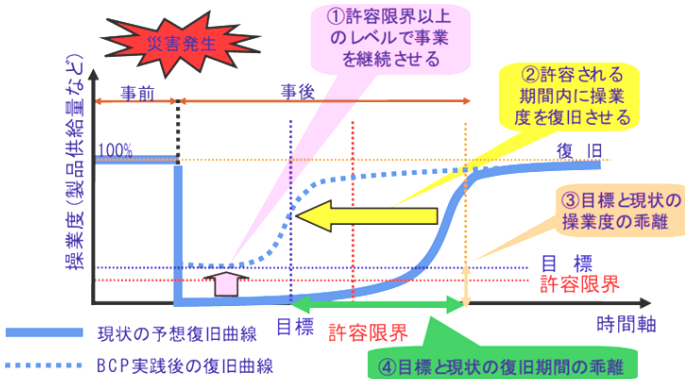 災害発生
①許容限界以上
のレベルで事業
を継続させる
②許容される
期間内に操業
度を復旧させる
事前
事後
100%
復 旧
操業度(製品供給量など)
③目標と現状の
操業度の乖離
目 標
許容限界
目標
許容限界
時間軸
現状の予想復旧曲線
BCP実践後の復旧曲線
④目標と現状の復旧期間の乖離